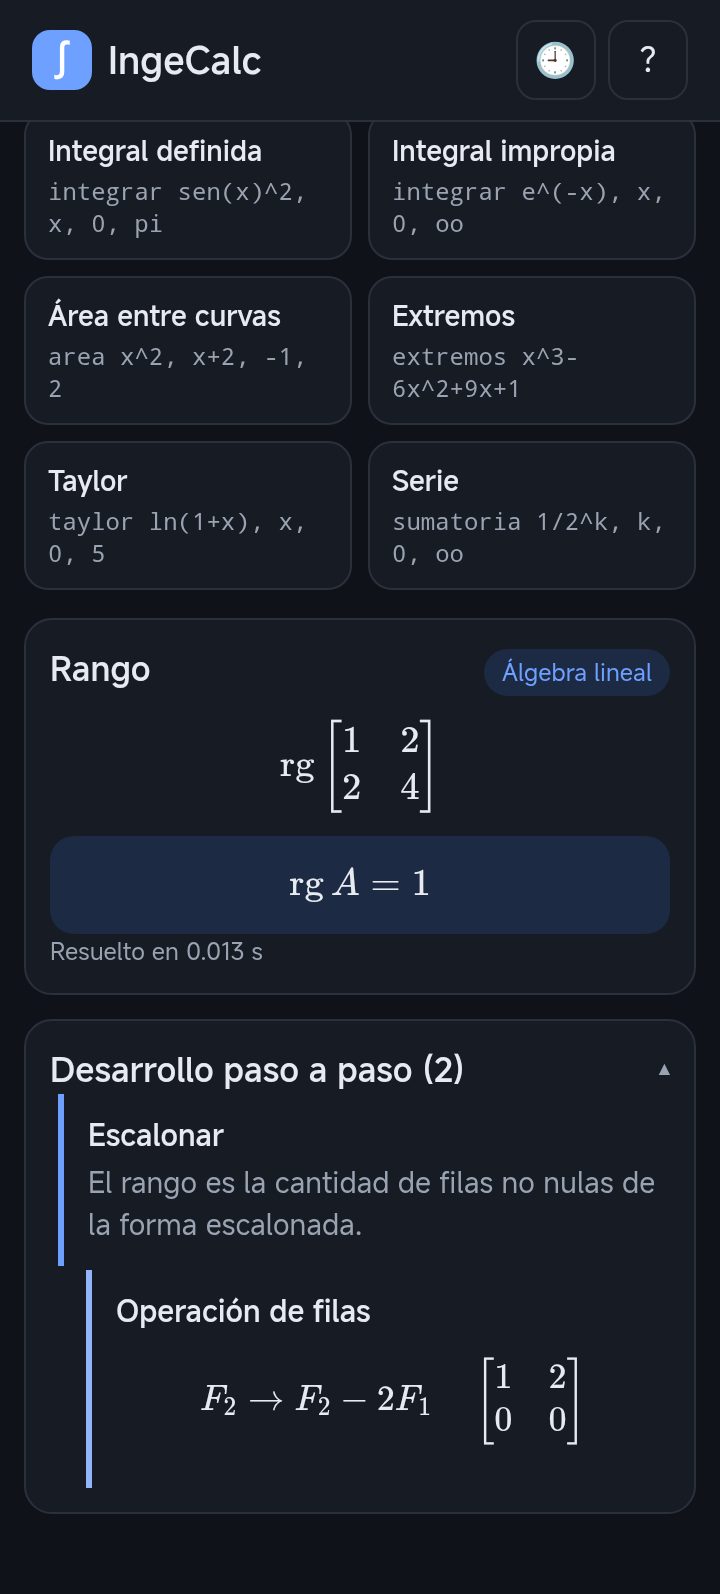 ∫ IngeCalc ?
Integral definida
integrar sen(x)^2,
x, 0, pi
Integral impropia
integrar e^(-x), x,
0, oo
Área entre curvas
area x^2, x+2, -1,
2
Extremos
extremos x^3-
6x^2+9x+1
Taylor
taylor ln(1+x), x,
0, 5
Serie
sumatoria 1/2^k, k,
0, oo
Rango
Álgebra lineal
rg [1 2
2 4]
rg A = 1
Resuelto en 0.013 s
Desarrollo paso a paso (2) ▲
Escalonar
El rango es la cantidad de filas no nulas de
la forma escalonada.
Operación de filas
F₂ → F₂ − 2F₁ [1 2
0 0]